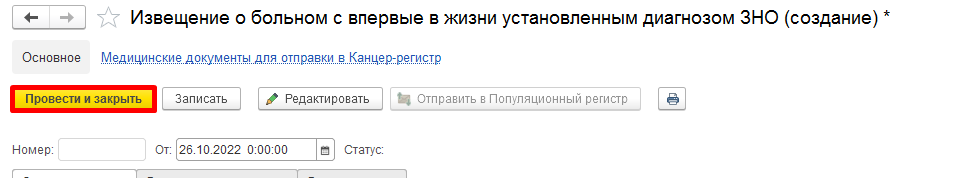 Извещение о больном с впервые в жизни установленным диагнозом ЗНО (создание) *
Основное Медицинские документы для отправки в Канцер-регистр
Провести и закрыть Записать Редактировать Отправить в Популяционный регистр
Номер: От: 26.10.2022 0:00:00 Статус: